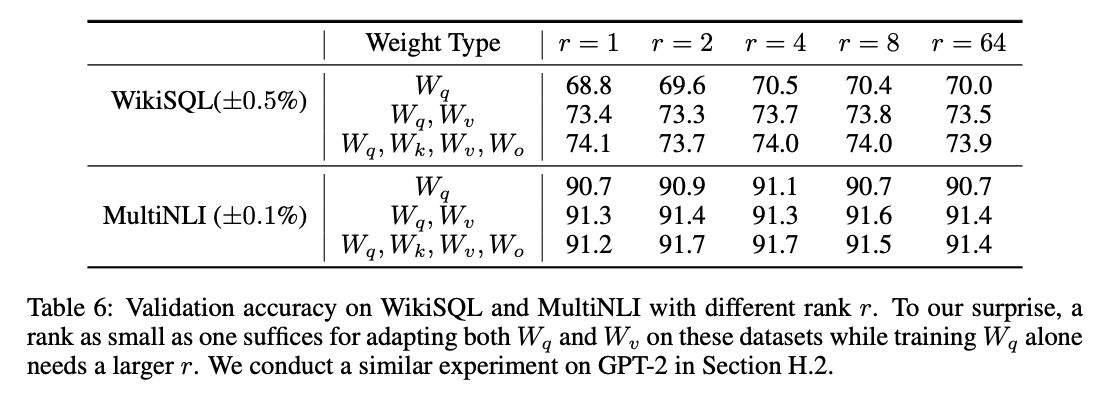 Weight Type r = 1 r = 2 r = 4 r = 8 r = 64
WikiSQL(±0.5%) W_q 68.8 69.6 70.5 70.4 70.0
W_q, W_v 73.4 73.3 73.7 73.8 73.5
W_q, W_k, W_v, W_o 74.1 73.7 74.0 74.0 73.9
MultiNLI (±0.1%) W_q 90.7 90.9 91.1 90.7 90.7
W_q, W_v 91.3 91.4 91.3 91.6 91.4
W_q, W_k, W_v, W_o 91.2 91.7 91.7 91.5 91.4
Table 6: Validation accuracy on WikiSQL and MultiNLI with different rank r. To our surprise, a
rank as small as one suffices for adapting both W_q and W_v on these datasets while training W_q alone
needs a larger r. We conduct a similar experiment on GPT-2 in Section H.2.